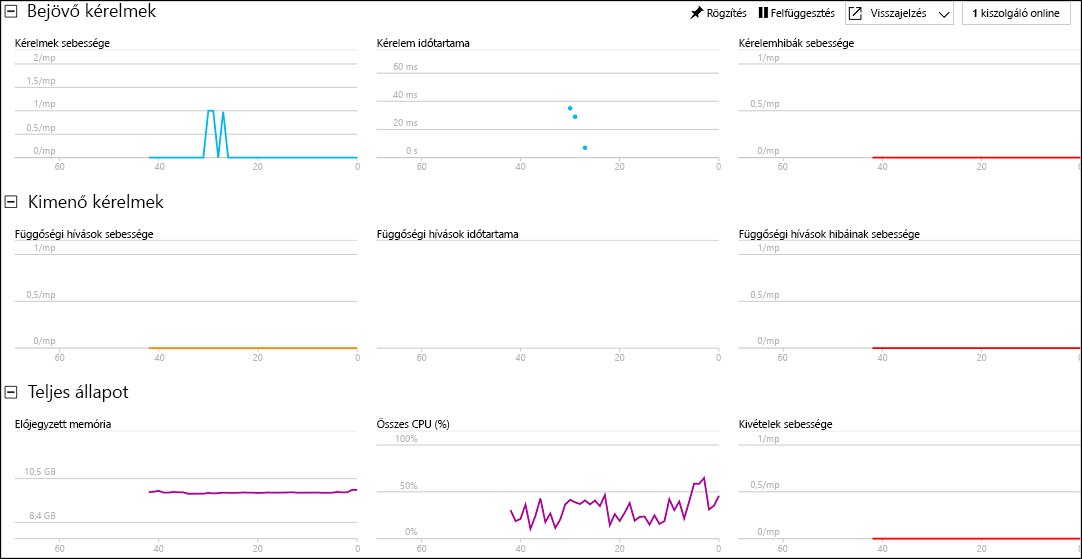 Bejövő kérelmek
Rögzítés
Felfüggesztés
Visszajelzés
1 kiszolgáló online
Kérelmek sebessége
2/mp
1,5/mp
1/mp
0,5/mp
0/mp
60 40 20 0
Kérelem időtartama
60 ms
40 ms
20 ms
0 s
60 40 20 0
Kérelemhibák sebessége
1/mp
0,5/mp
0/mp
60 40 20
Kimenő kérelmek
Függőségi hívások sebessége
1/mp
0,5/mp
0/mp
60 40 20 0
Függőségi hívások időtartama
60 40 20 0
Függőségi hívások hibáinak sebessége
1/mp
0,5/mp
0/mp
60 40 20
Teljes állapot
Előjegyzett memória
10,5 GB
8,4 GB
60 40 20 0
Összes CPU (%)
100%
50%
0%
60 40 20 0
Kivételek sebessége
1/mp
0,5/mp
0/mp
60 40 20